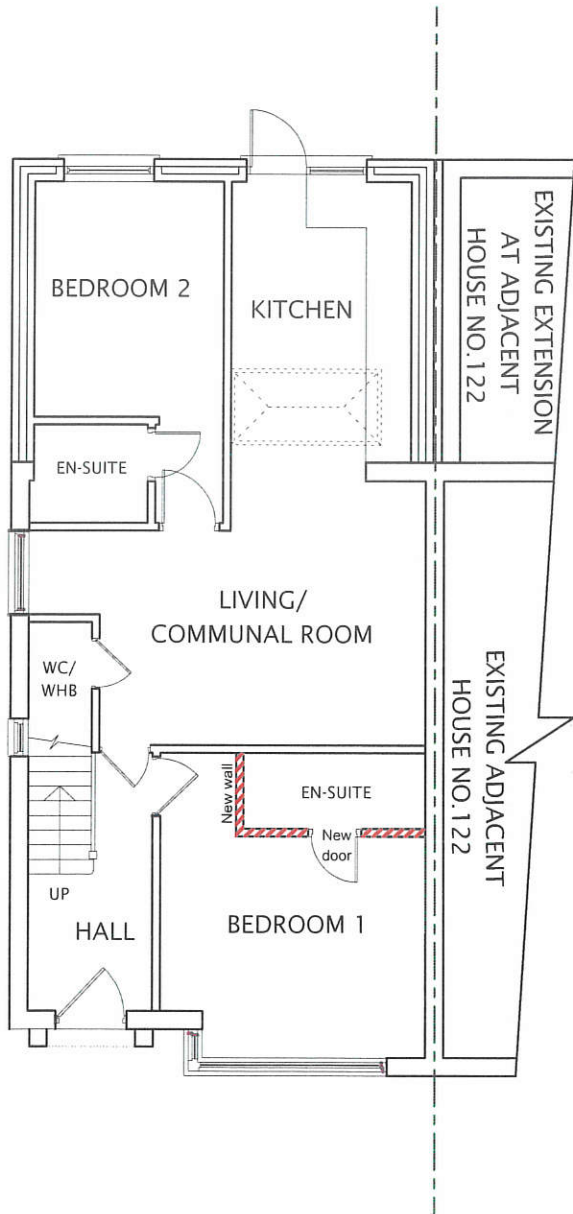 EXISTING EXTENSION
AT ADJACENT
HOUSE NO.122
BEDROOM 2
KITCHEN
EN-SUITE
LIVING/
COMMUNAL ROOM
WC/
WHB
EXISTING ADJACENT
HOUSE NO.122
New wall
EN-SUITE
New
door
UP
HALL
BEDROOM 1